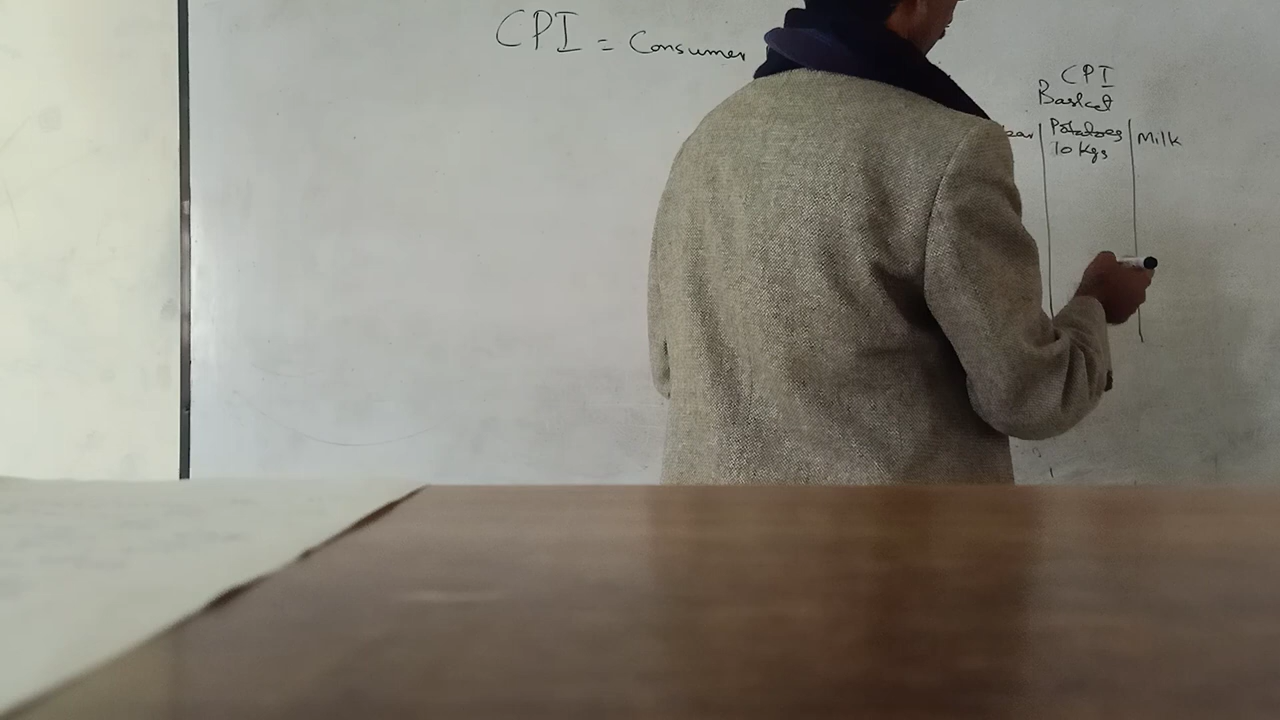 CPI = Consumer
CPI
Basket
Potatoes Milk
10 Kgs